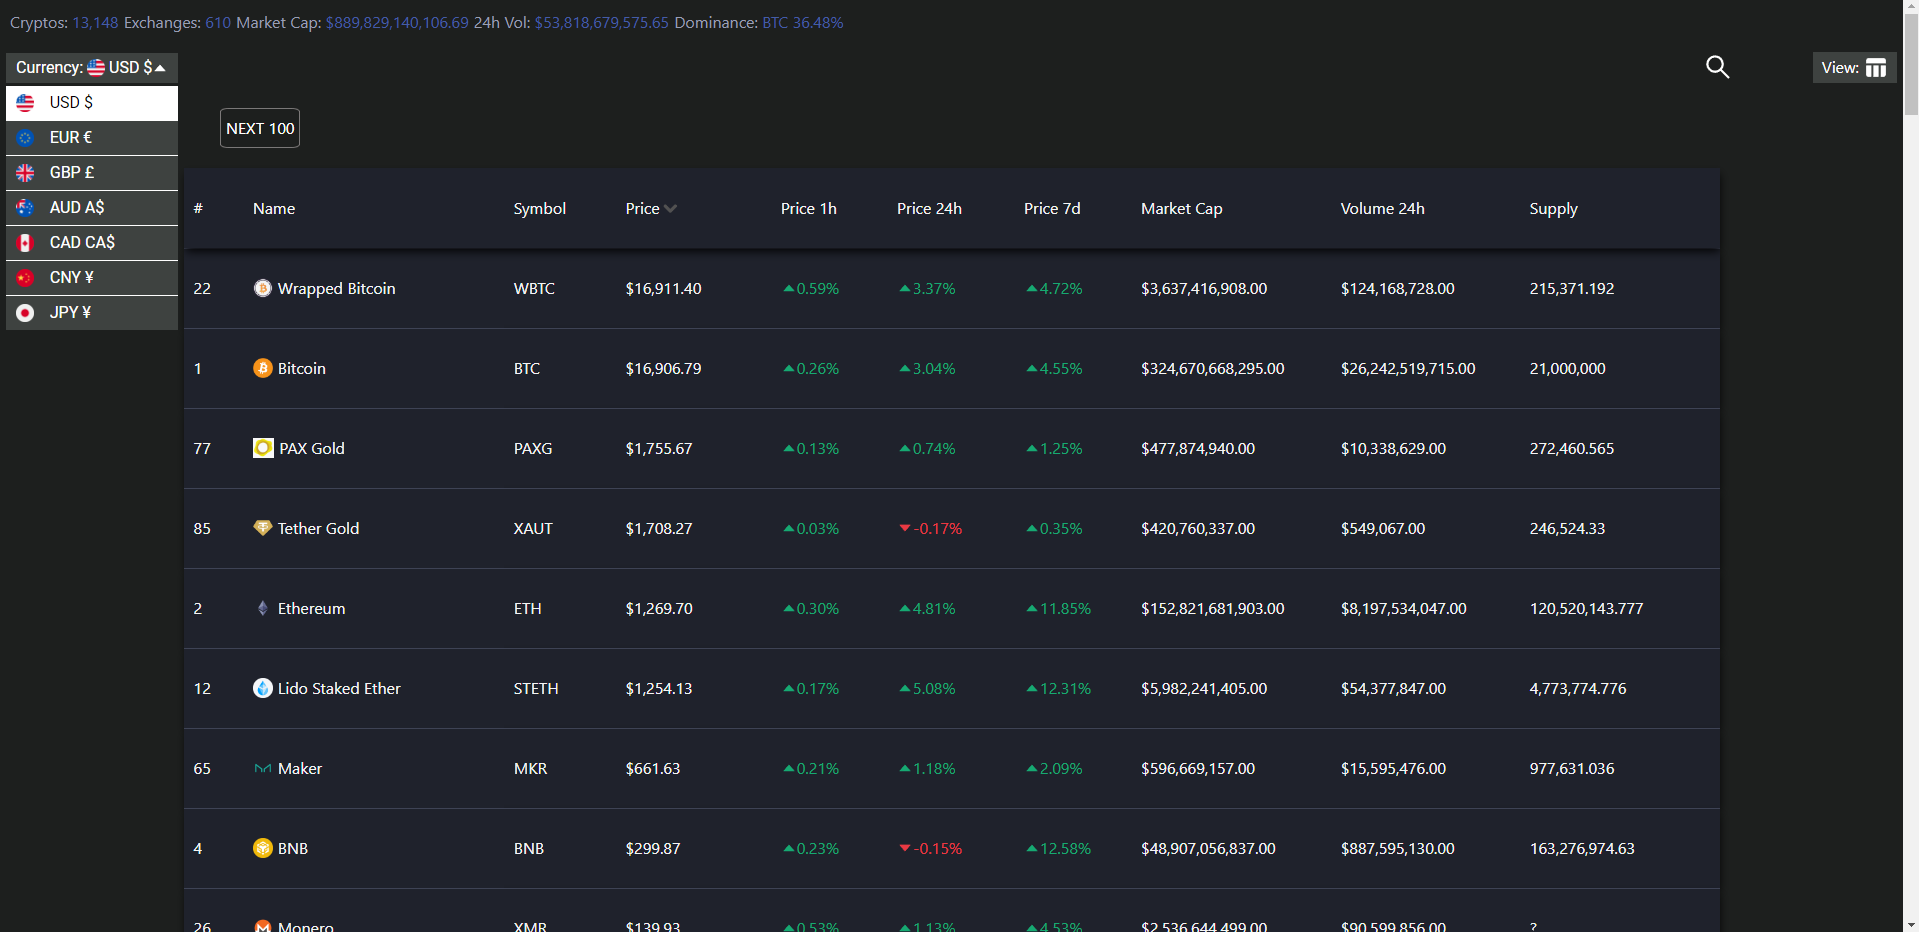 Cryptos: 13,148 Exchanges: 610 Market Cap: $889,829,140,106.69 24h Vol: $53,818,679,575.65 Dominance: BTC 36.48%
Currency: USD $
View:
USD $
EUR €
GBP £
AUD A$
CAD CA$
CNY ¥
JPY ¥
NEXT 100
# Name Symbol Price Price 1h Price 24h Price 7d Market Cap Volume 24h Supply
22 Wrapped Bitcoin WBTC $16,911.40 0.59% 3.37% 4.72% $3,637,416,908.00 $124,168,728.00 215,371.192
1 Bitcoin BTC $16,906.79 0.26% 3.04% 4.55% $324,670,668,295.00 $26,242,519,715.00 21,000,000
77 PAX Gold PAXG $1,755.67 0.13% 0.74% 1.25% $477,874,940.00 $10,338,629.00 272,460.565
85 Tether Gold XAUT $1,708.27 0.03% -0.17% 0.35% $420,760,337.00 $549,067.00 246,524.33
2 Ethereum ETH $1,269.70 0.30% 4.81% 11.85% $152,821,681,903.00 $8,197,534,047.00 120,520,143.777
12 Lido Staked Ether STETH $1,254.13 0.17% 5.08% 12.31% $5,982,241,405.00 $54,377,847.00 4,773,774.776
65 Maker MKR $661.63 0.21% 1.18% 2.09% $596,669,157.00 $15,595,476.00 977,631.036
4 BNB BNB $299.87 0.23% -0.15% 12.58% $48,907,056,837.00 $887,595,130.00 163,276,974.63
26 Monero XMR $139.93 0.53% 1.13% 4.53% $2,536,644,499.00 $90,599,856.00 ?